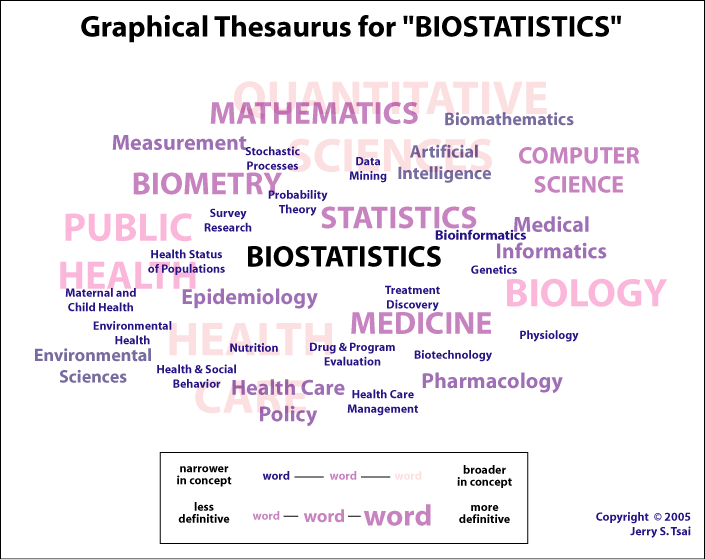 Graphical Thesaurus for "BIOSTATISTICS"
QUANTITATIVE
SCIENCES
MATHEMATICS
Biomathematics
Measurement
Stochastic
Processes
Data
Mining
Artificial
Intelligence
COMPUTER
SCIENCE
BIOMETRY
Probability
Theory
Survey
Research
STATISTICS
Medical
Informatics
PUBLIC
HEALTH
Bioinformatics
Health Status
of Populations
BIOSTATISTICS
Genetics
Maternal and
Child Health
Epidemiology
Treatment
Discovery
BIOLOGY
Environmental
Health
HEALTH
CARE
MEDICINE
Physiology
Environmental
Sciences
Nutrition
Drug & Program
Evaluation
Biotechnology
Health & Social
Behavior
Health Care
Policy
Health Care
Management
Pharmacology
narrower
in concept
word
word
word
broader
in concept
less
definitive
word
word
word
more
definitive
Copyright © 2005
Jerry S. Tsai